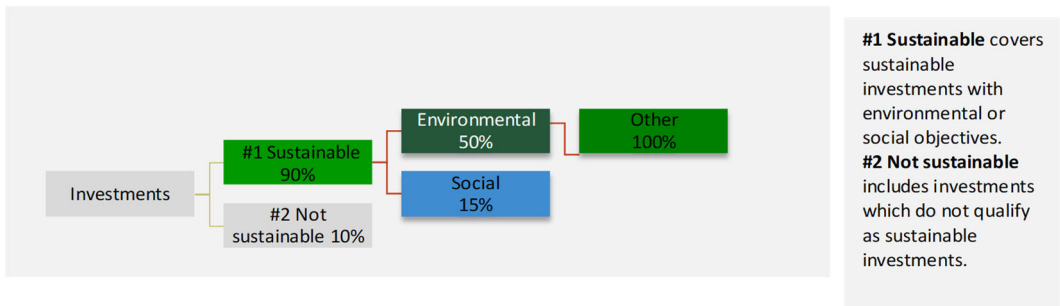 Investments
#1 Sustainable
90%
#2 Not
sustainable 10%
Environmental
50%
Social
15%
Other
100%
#1 Sustainable covers
sustainable
investments with
environmental or
social objectives.
#2 Not sustainable
includes investments
which do not qualify
as sustainable
investments.